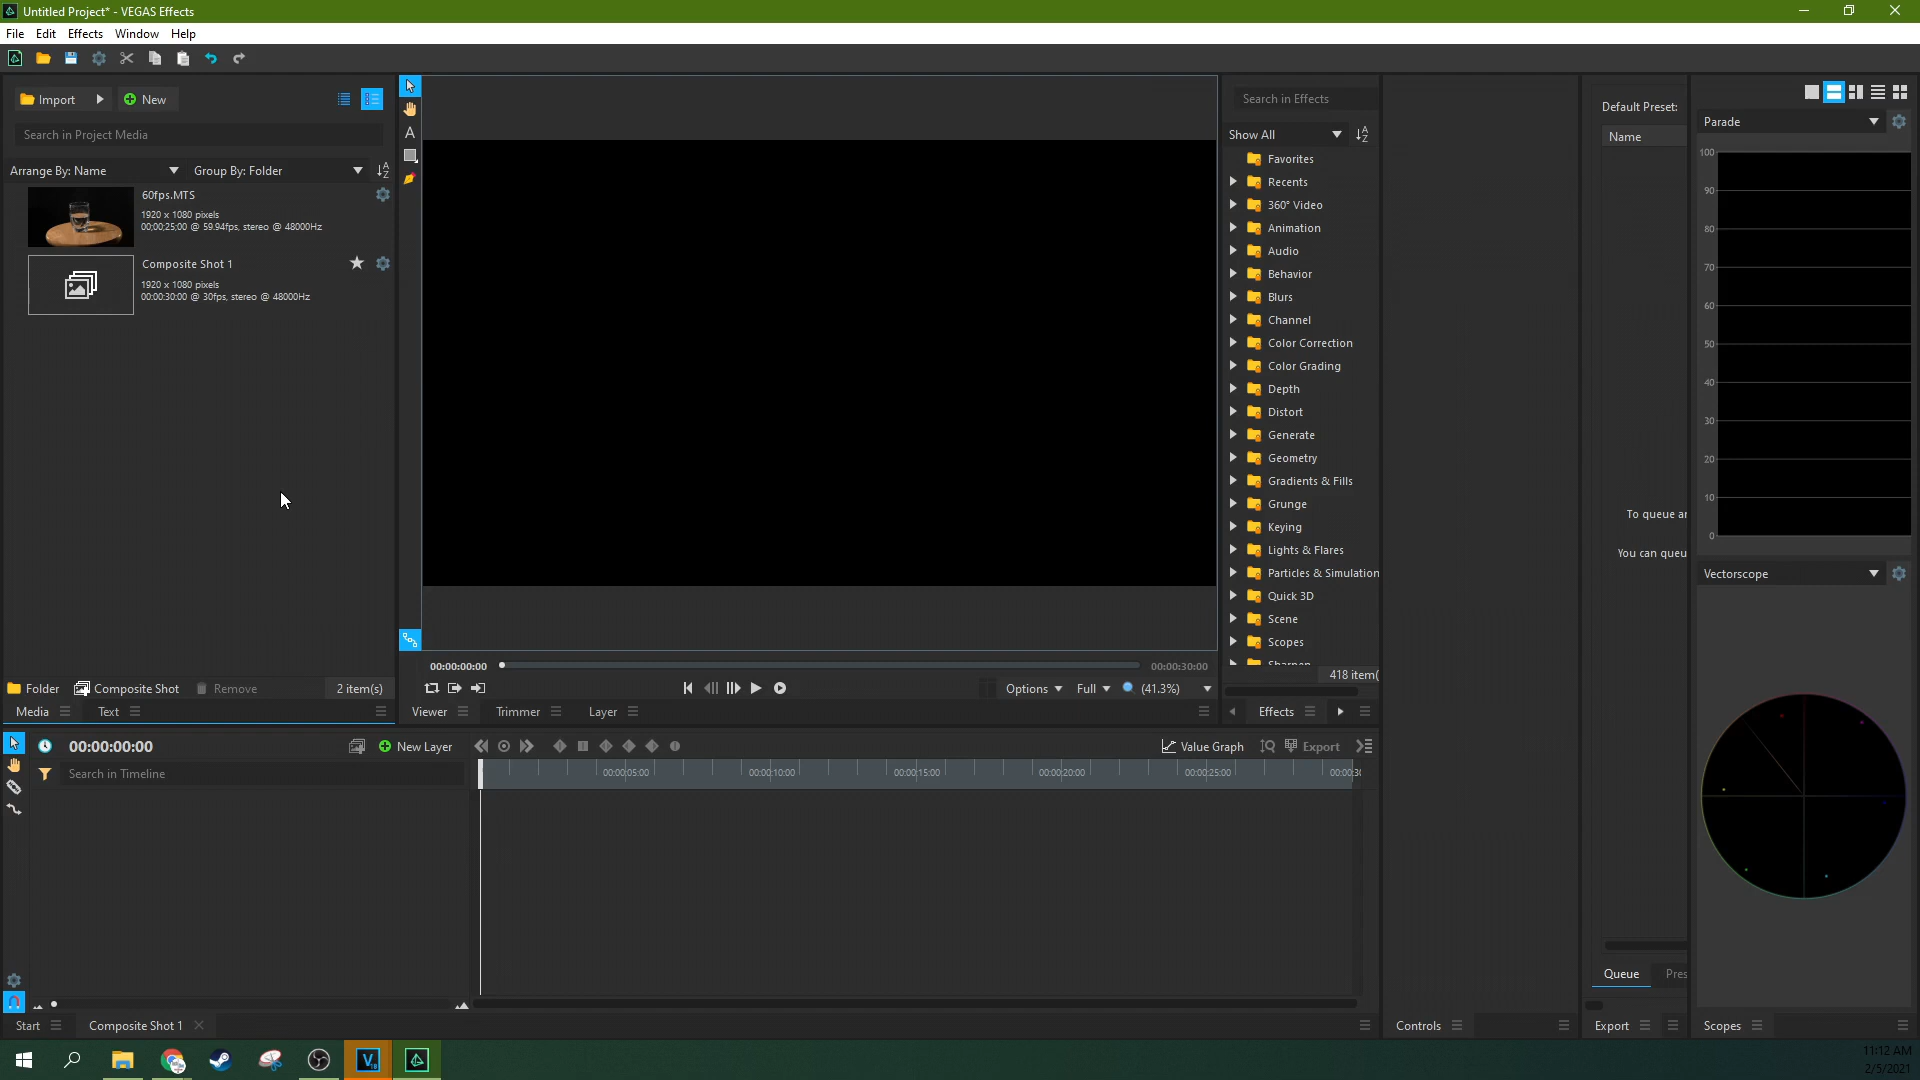 Untitled Project* - VEGAS Effects
File Edit Effects Window Help
Import New
Search in Project Media
Arrange By: Name Group By: Folder
60fps.MTS
1920 x 1080 pixels
00;00;25;00 @ 59.94fps, stereo @ 48000Hz
Composite Shot 1
1920 x 1080 pixels
00:00:30:00 @ 30fps, stereo @ 48000Hz
Folder Composite Shot Remove 2 item(s)
Media Text
A
00:00:00:00 00:00:30:00
Options Full (41.3%)
Viewer Trimmer Layer
Search in Effects
Show All
Favorites
Recents
360° Video
Animation
Audio
Behavior
Blurs
Channel
Color Correction
Color Grading
Depth
Distort
Generate
Geometry
Gradients & Fills
Grunge
Keying
Lights & Flares
Particles & Simulation
Quick 3D
Scene
Scopes
Sharpen
418 item(
Effects
Default Preset:
Name
To queue an
You can queu
Queue Pres
Parade
100
90
80
70
60
50
40
30
20
10
0
Vectorscope
00:00:00:00 New Layer Value Graph Export
Search in Timeline
00:00:05:00 00:00:10:00 00:00:15:00 00:00:20:00 00:00:25:00 00:00:30
Start Composite Shot 1 Controls Export Scopes
11:12 AM
2/5/2021